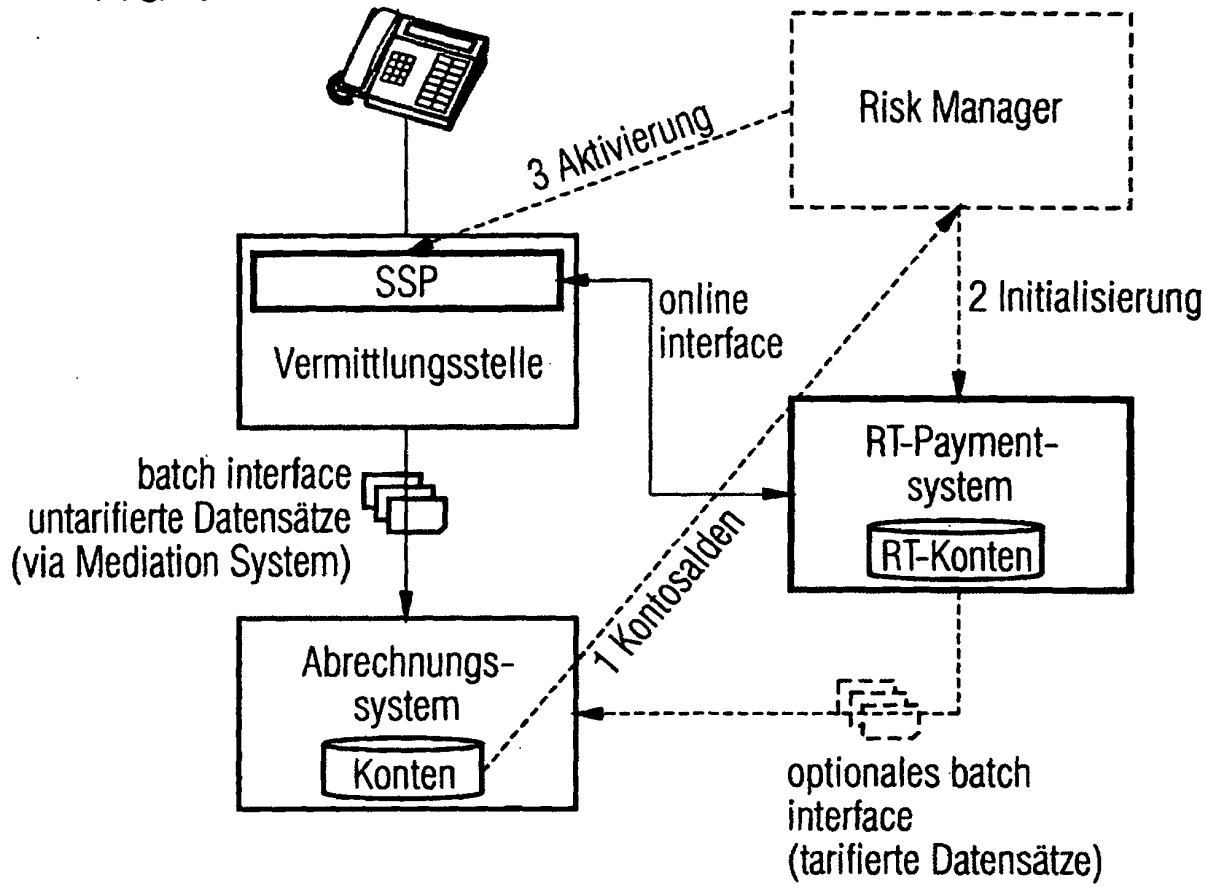 Risk Manager
3 Aktivierung
SSP
online
interface
2 Initialisierung
Vermittlungsstelle
RT-Payment-
system
RT-Konten
batch interface
untarifierte Datensätze
(via Mediation System)
1 Kontosalden
Abrechnungs-
system
Konten
optionales batch
interface
(tarifierte Datensätze)